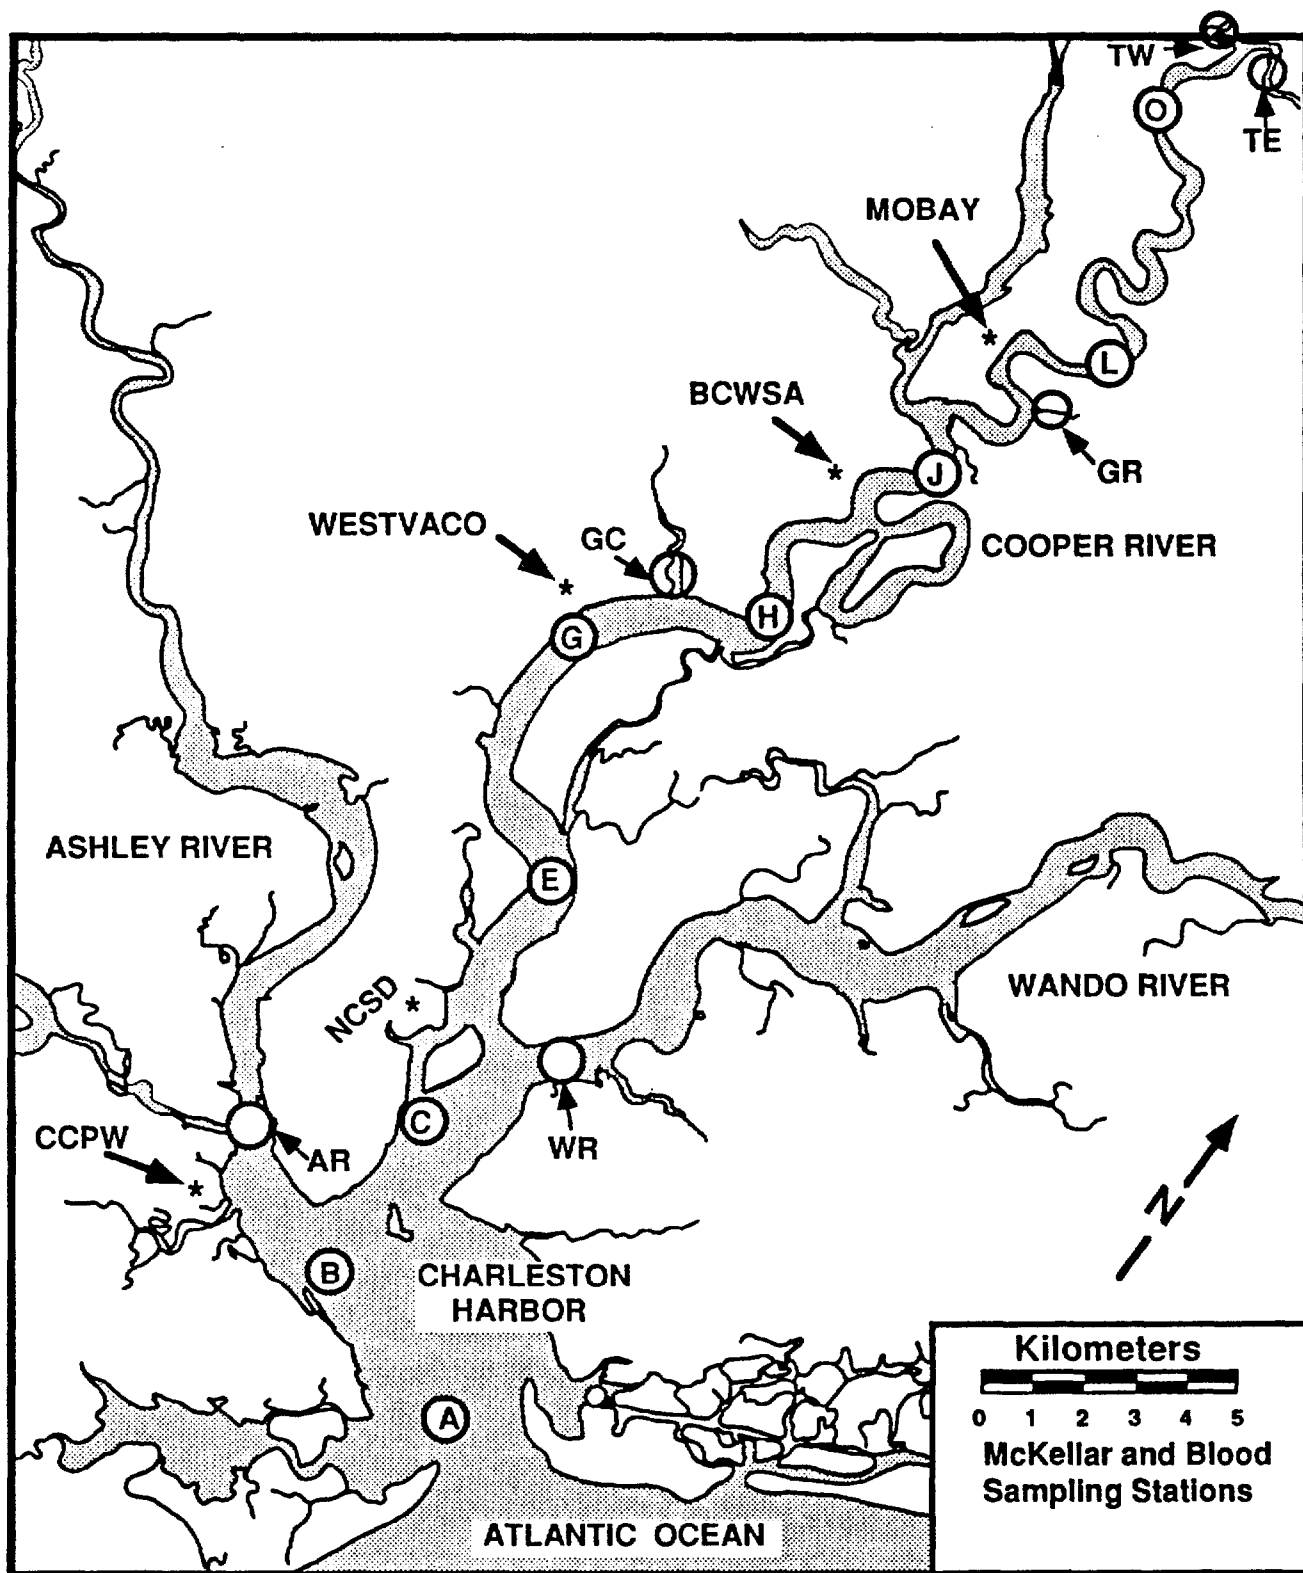 TW
O
TE
MOBAY
L
BCWSA
J
GR
WESTVACO
GC
COOPER RIVER
H
G
ASHLEY RIVER
E
WANDO RIVER
NCSD
C
CCPW
AR
WR
N
B
CHARLESTON
HARBOR
A
ATLANTIC OCEAN
Kilometers
0 1 2 3 4 5
McKellar and Blood
Sampling Stations